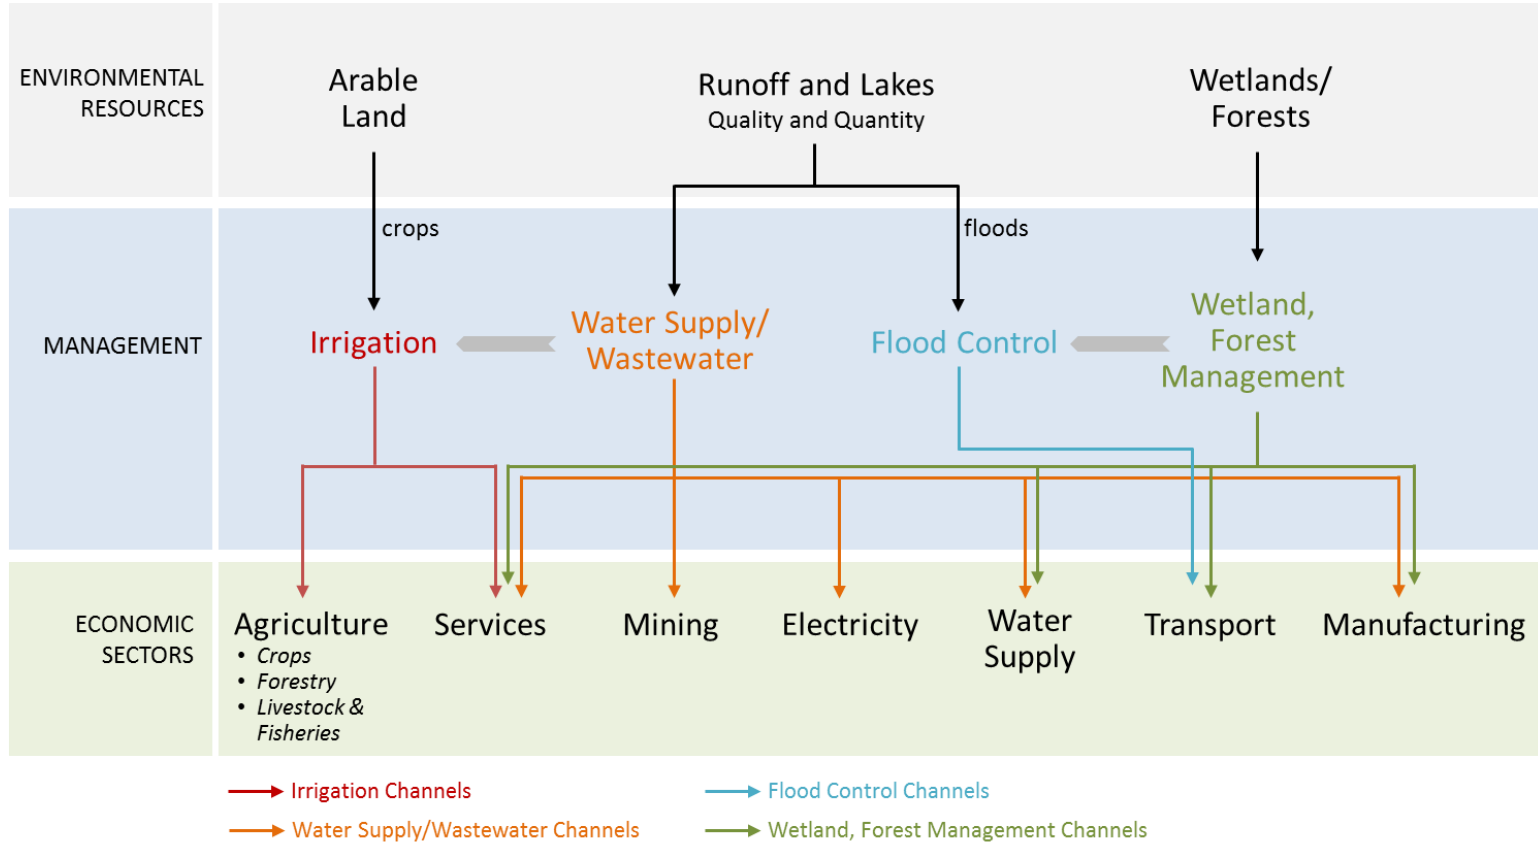 ENVIRONMENTAL
RESOURCES
Arable
Land
Runoff and Lakes
Quality and Quantity
Wetlands/
Forests
crops
floods
MANAGEMENT
Irrigation
Water Supply/
Wastewater
Flood Control
Wetland,
Forest
Management
ECONOMIC
SECTORS
Agriculture
• Crops
• Forestry
• Livestock &
Fisheries
Services
Mining
Electricity
Water
Supply
Transport
Manufacturing
Irrigation Channels
Flood Control Channels
Water Supply/Wastewater Channels
Wetland, Forest Management Channels